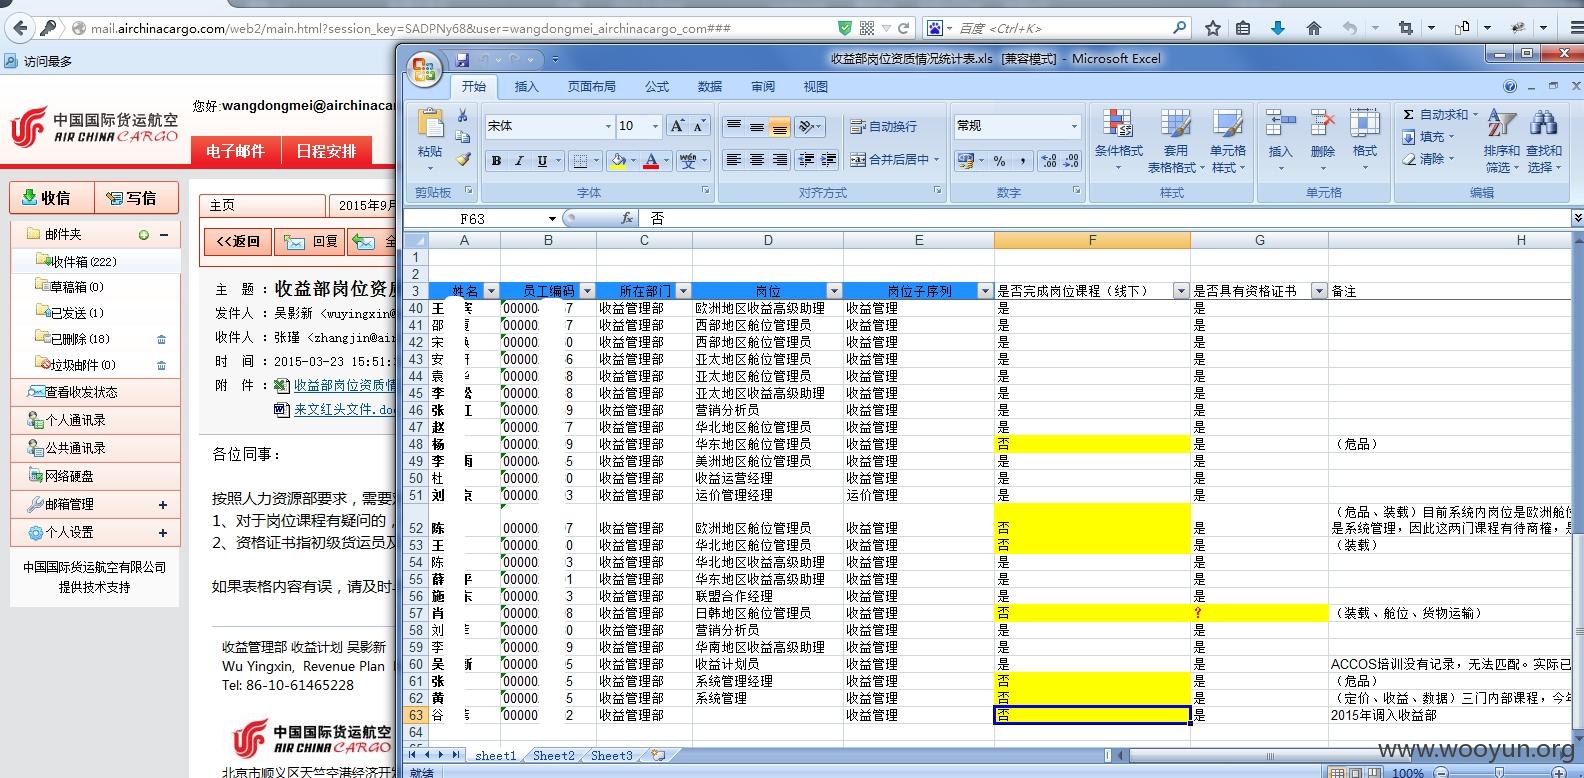 mail.airchinacargo.com/web2/main.html?session_key=SADPNy68&user=wangdongmei_airchinacargo_com###
百度 <Ctrl+K>
访问最多
中国国际货运航空
AIR CHINA CARGO
您好:wangdongmei@airchinacar
电子邮件 日程安排
收信 写信
邮件夹
收件箱 (222)
草稿箱 (0)
已发送 (1)
已删除 (18)
垃圾邮件 (0)
查看收发状态
个人通讯录
公共通讯录
网络硬盘
邮箱管理 +
个人设置 +
中国国际货运航空有限公司
提供技术支持
主页 2015年9月
<<返回 回复 全
主 题 : 收益部岗位资质
发件人 : 吴影新 <wuyingxin@
收件人 : 张瑾 <zhangjin@ai
时 间 : 2015-03-23 15:51:
附 件 : 收益部岗位资质情
来文红头文件.doc
各位同事：
按照人力资源部要求，需要
1、对于岗位课程有疑问的，
2、资格证书指初级货运员及
如果表格内容有误，请及时
收益管理部 收益计划 吴影新
Wu Yingxin, Revenue Plan
Tel: 86-10-61465228
中国国际货运航空
AIR CHINA CARGO
北京市顺义区天竺空港经济开发
收益部岗位资质情况统计表.xls [兼容模式] - Microsoft Excel
开始 插入 页面布局 公式 数据 审阅 视图
粘贴 剪贴板
宋体 10 A A
B I U A wén 字体
自动换行
合并后居中
对齐方式
常规
% , 数字
条件格式 套用表格格式 单元格样式 样式
插入 删除 格式 单元格
Σ 自动求和 填充 清除 排序和筛选 查找和选择 编辑
F63 fx 否
A B C D E F G H
1
2
3 姓名 员工编码 所在部门 岗位 岗位子序列 是否完成岗位课程（线下） 是否具有资格证书 备注
40 王 宾 00000 7 收益管理部 欧洲地区收益高级助理 收益管理 是 是
41 邵 00000 7 收益管理部 西部地区舱位管理员 收益管理 是 是
42 宋 00000 0 收益管理部 西部地区舱位管理员 收益管理 是 是
43 安 00000 6 收益管理部 亚太地区舱位管理员 收益管理 是 是
44 袁 00000 8 收益管理部 亚太地区舱位管理员 收益管理 是 是
45 李 松 00000 8 收益管理部 亚太地区收益高级助理 收益管理 是 是
46 张 江 00000 9 收益管理部 营销分析员 收益管理 是 是
47 赵 00000 7 收益管理部 华北地区舱位管理员 收益管理 是 是
48 杨 00000 9 收益管理部 华东地区舱位管理员 收益管理 否 是 （危品）
49 李 雨 00000 5 收益管理部 美洲地区舱位管理员 收益管理 是 是
50 杜 00000 0 收益管理部 收益运营经理 收益管理 是 是
51 刘 京 00000 3 收益管理部 运价管理经理 运价管理 是 是
（危品、装载）目前系统内岗位是欧洲舱位
52 陈 00000 7 收益管理部 欧洲地区舱位管理员 收益管理 否 是 是系统管理，因此这两门课程有待商榷，是
53 王 00000 0 收益管理部 华北地区舱位管理员 收益管理 否 是 （装载）
54 陈 00000 3 收益管理部 华北地区收益高级助理 收益管理 是 是
55 薛 平 00000 1 收益管理部 华东地区收益高级助理 收益管理 是 是
56 施 东 00000 3 收益管理部 联盟合作经理 收益管理 是 是
57 肖 00000 8 收益管理部 日韩地区舱位管理员 收益管理 否 ? （装载、舱位、货物运输）
58 刘 00000 0 收益管理部 营销分析员 收益管理 是 是
59 李 00000 9 收益管理部 华南地区收益高级助理 收益管理 是 是
60 吴 新 00000 5 收益管理部 收益计划员 收益管理 是 是 ACCOS培训没有记录，无法匹配。实际已
61 张 00000 5 收益管理部 系统管理经理 收益管理 否 是 （危品）
62 黄 00000 5 收益管理部 系统管理 收益管理 否 是 （定价、收益、数据）三门内部课程，今年
63 谷 00000 2 收益管理部 收益管理 否 是 2015年调入收益部
64
sheet1 Sheet2 Sheet3
就绪 100%
www.wooyun.org